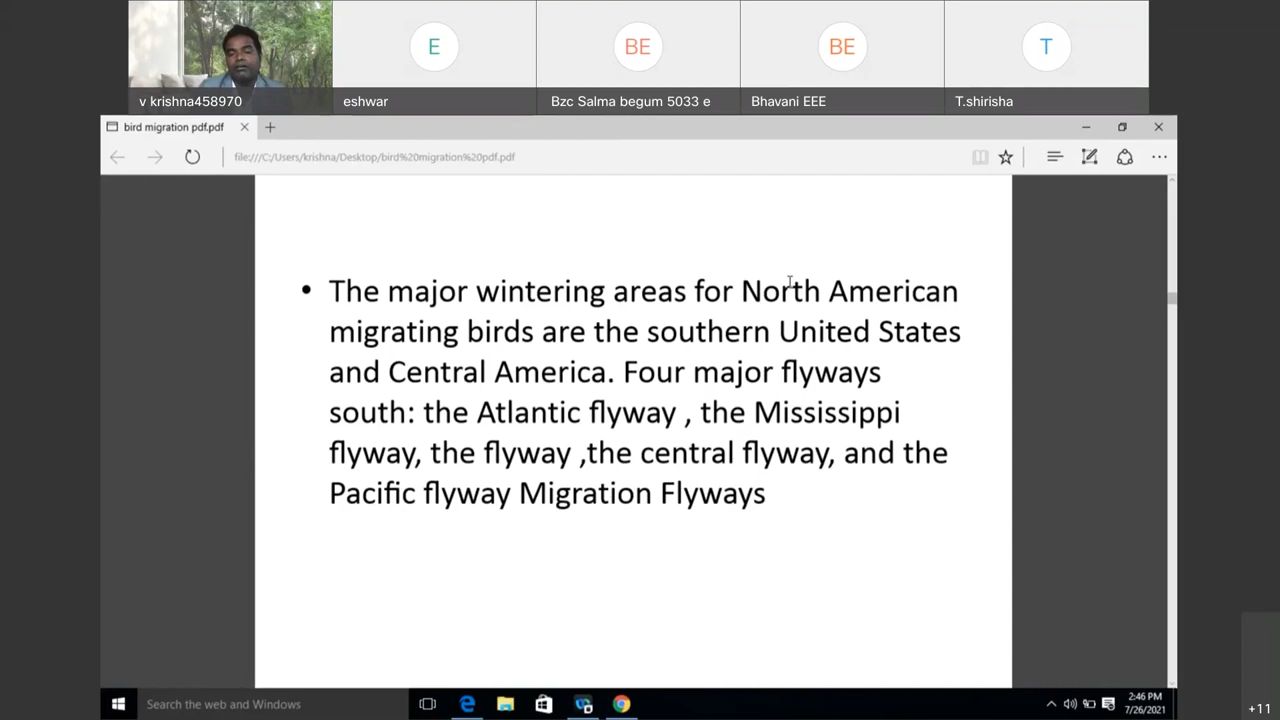 E
BE
BE
T
v krishna458970
eshwar
Bzc Salma begum 5033 e
Bhavani EEE
T.shirisha
bird migration pdf.pdf
file:///C:/Users/krishna/Desktop/bird%20migration%20pdf.pdf
• The major wintering areas for North American
migrating birds are the southern United States
and Central America. Four major flyways
south: the Atlantic flyway , the Mississippi
flyway, the flyway ,the central flyway, and the
Pacific flyway Migration Flyways
Search the web and Windows
2:46 PM
7/26/2021
+11